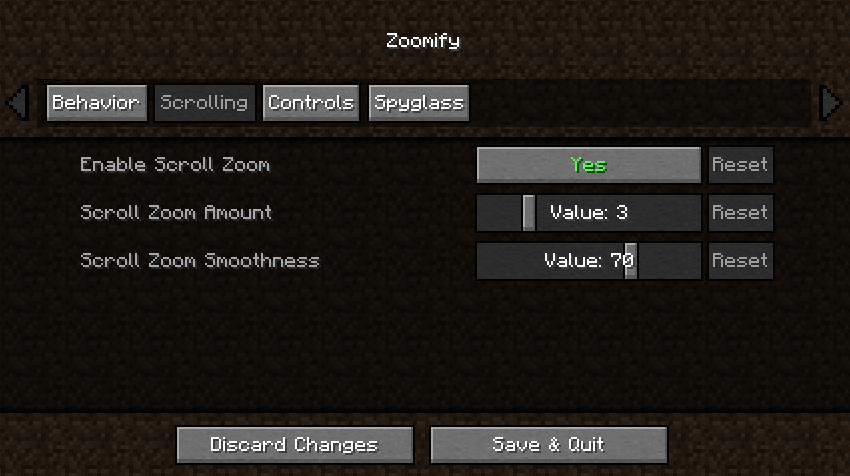 Zoomify
Behavior Scrolling Controls Spyglass
Enable Scroll Zoom Yes Reset
Scroll Zoom Amount Value: 3 Reset
Scroll Zoom Smoothness Value: 70 Reset
Discard Changes Save & Quit